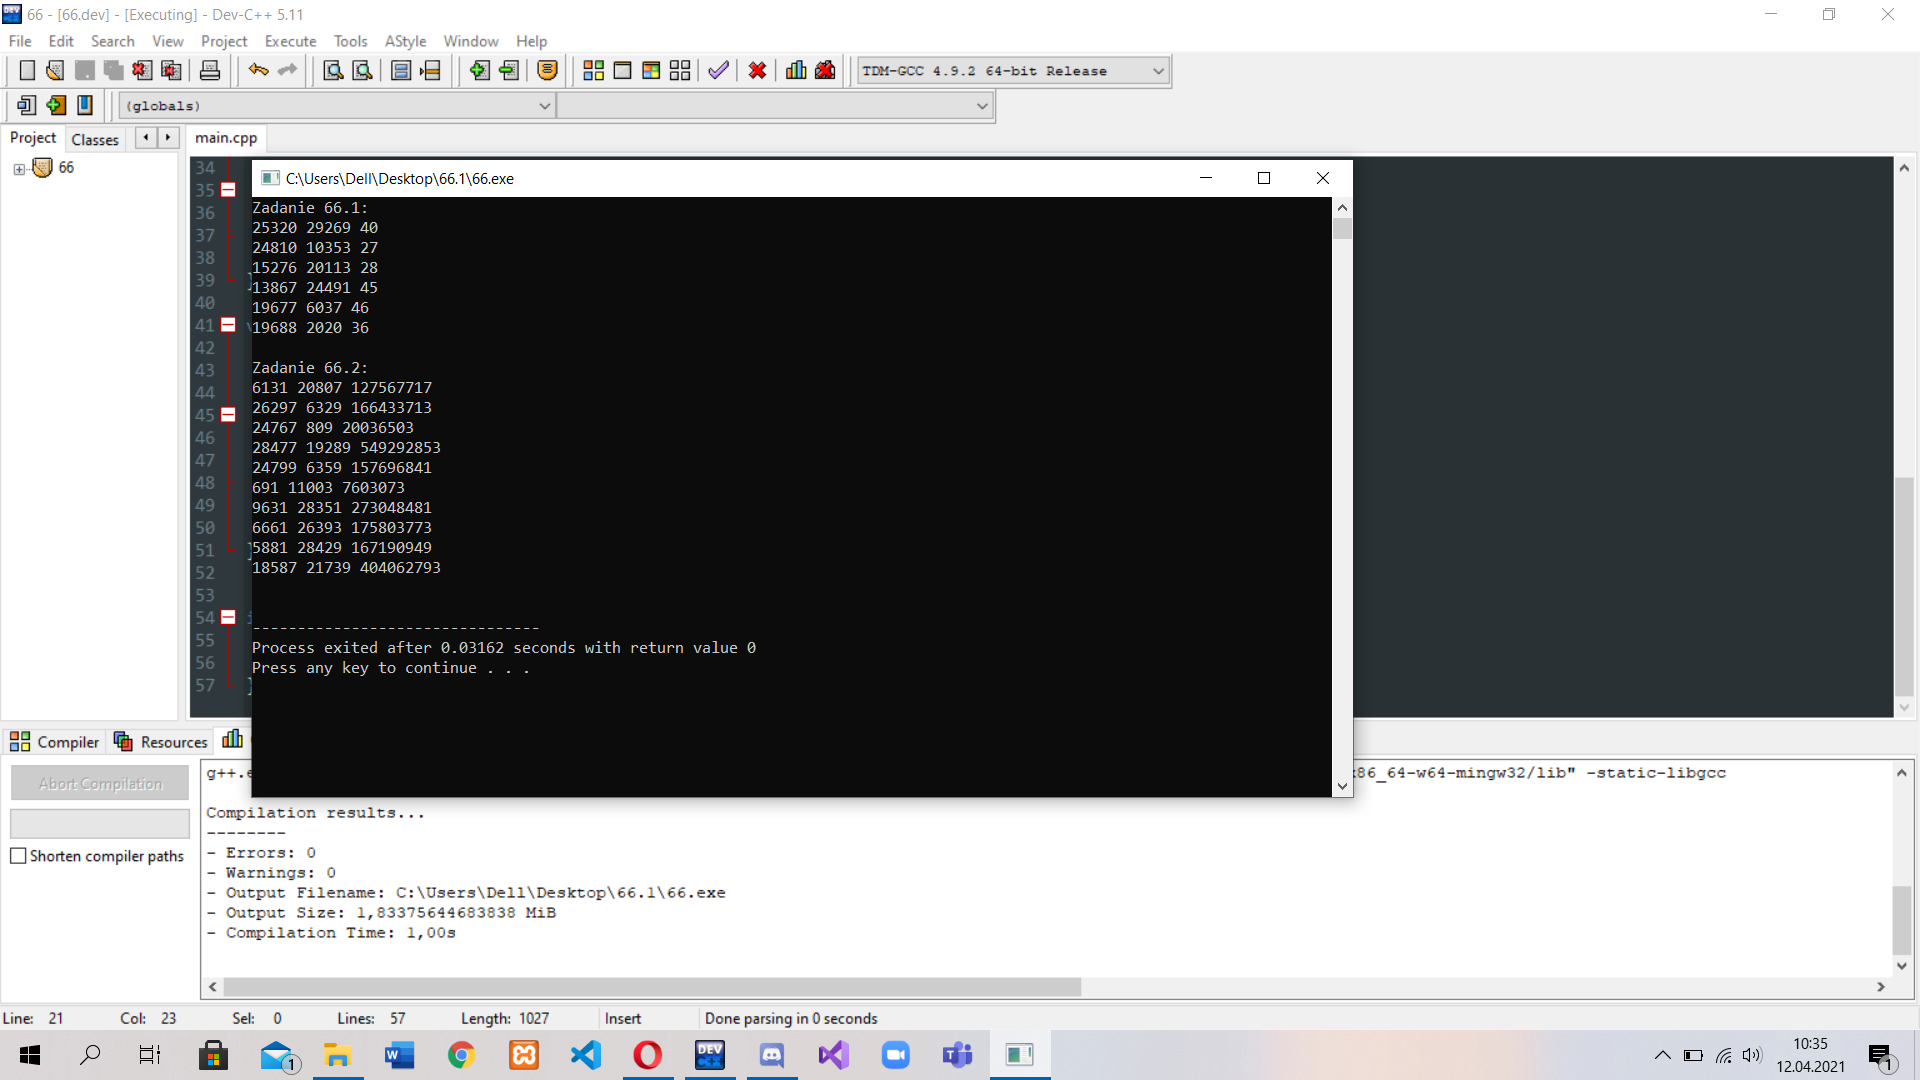 66 - [66.dev] - [Executing] - Dev-C++ 5.11
File Edit Search View Project Execute Tools AStyle Window Help
TDM-GCC 4.9.2 64-bit Release
(globals)
Project Classes
main.cpp
66
34
35
36
37
38
39
40
41
42
43
44
45
46
47
48
49
50
51
52
53
54
55
56
57
C:\Users\Dell\Desktop\66.1\66.exe
Zadanie 66.1:
25320 29269 40
24810 10353 27
15276 20113 28
13867 24491 45
19677 6037 46
19688 2020 36
Zadanie 66.2:
6131 20807 127567717
26297 6329 166433713
24767 809 20036503
28477 19289 549292853
24799 6359 157696841
691 11003 7603073
9631 28351 273048481
6661 26393 175803773
5881 28429 167190949
18587 21739 404062793
--------------------------------
Process exited after 0.03162 seconds with return value 0
Press any key to continue . . .
Compiler Resources
Abort Compilation
Shorten compiler paths
86_64-w64-mingw32/lib" -static-libgcc
Compilation results...
--------
- Errors: 0
- Warnings: 0
- Output Filename: C:\Users\Dell\Desktop\66.1\66.exe
- Output Size: 1,83375644683838 MiB
- Compilation Time: 1,00s
Line: 21 Col: 23 Sel: 0 Lines: 57 Length: 1027 Insert Done parsing in 0 seconds
DEV
1
10:35
12.04.2021
1